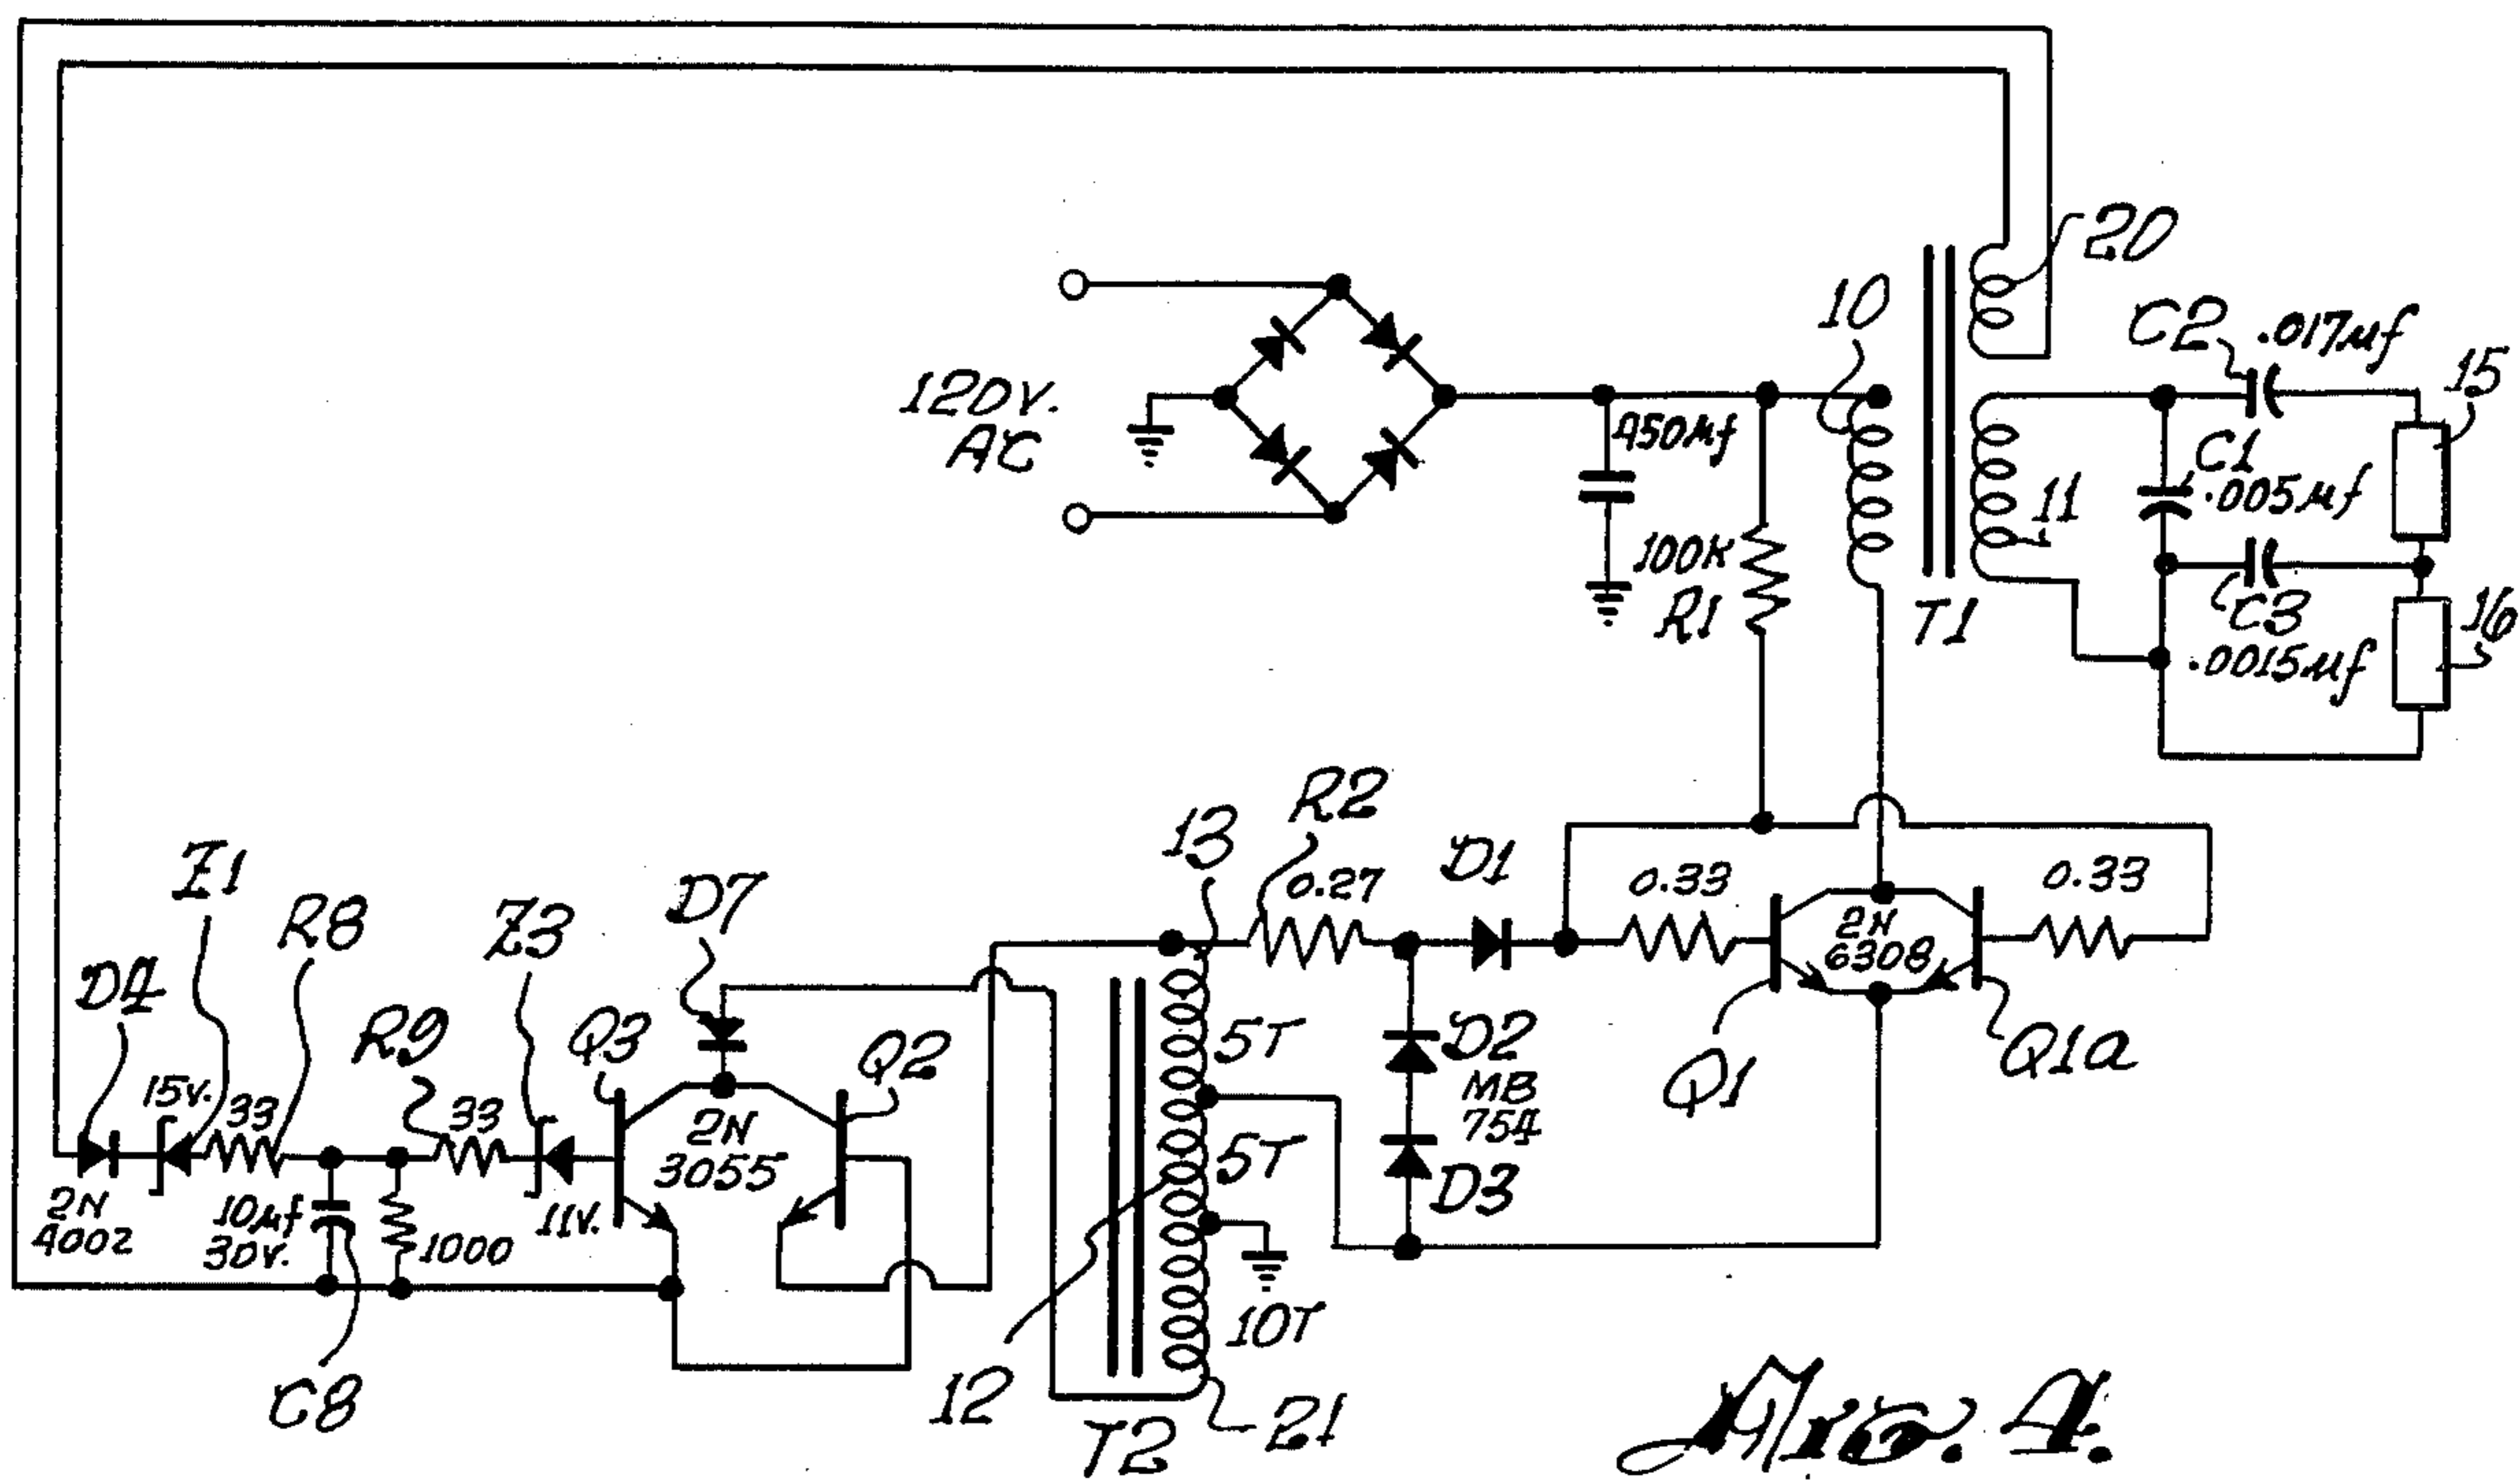 20
10
C2 .017µf
15
120V.
AC
450µf
C1
.005µf
11
100K
R1
T1
C3
.0015µf
16
R2
13
0.27
D1
0.33
0.33
Z1
R8
Z3
D7
2N
6308
D4
R9
Q3
Q2
5T
D2
MB
754
Q1
Q1a
15v.
33
33
2N
3055
5T
D3
2N
4002
10µf
30V.
1000
11v.
10T
C8
12
T2
21
Fig. 4.